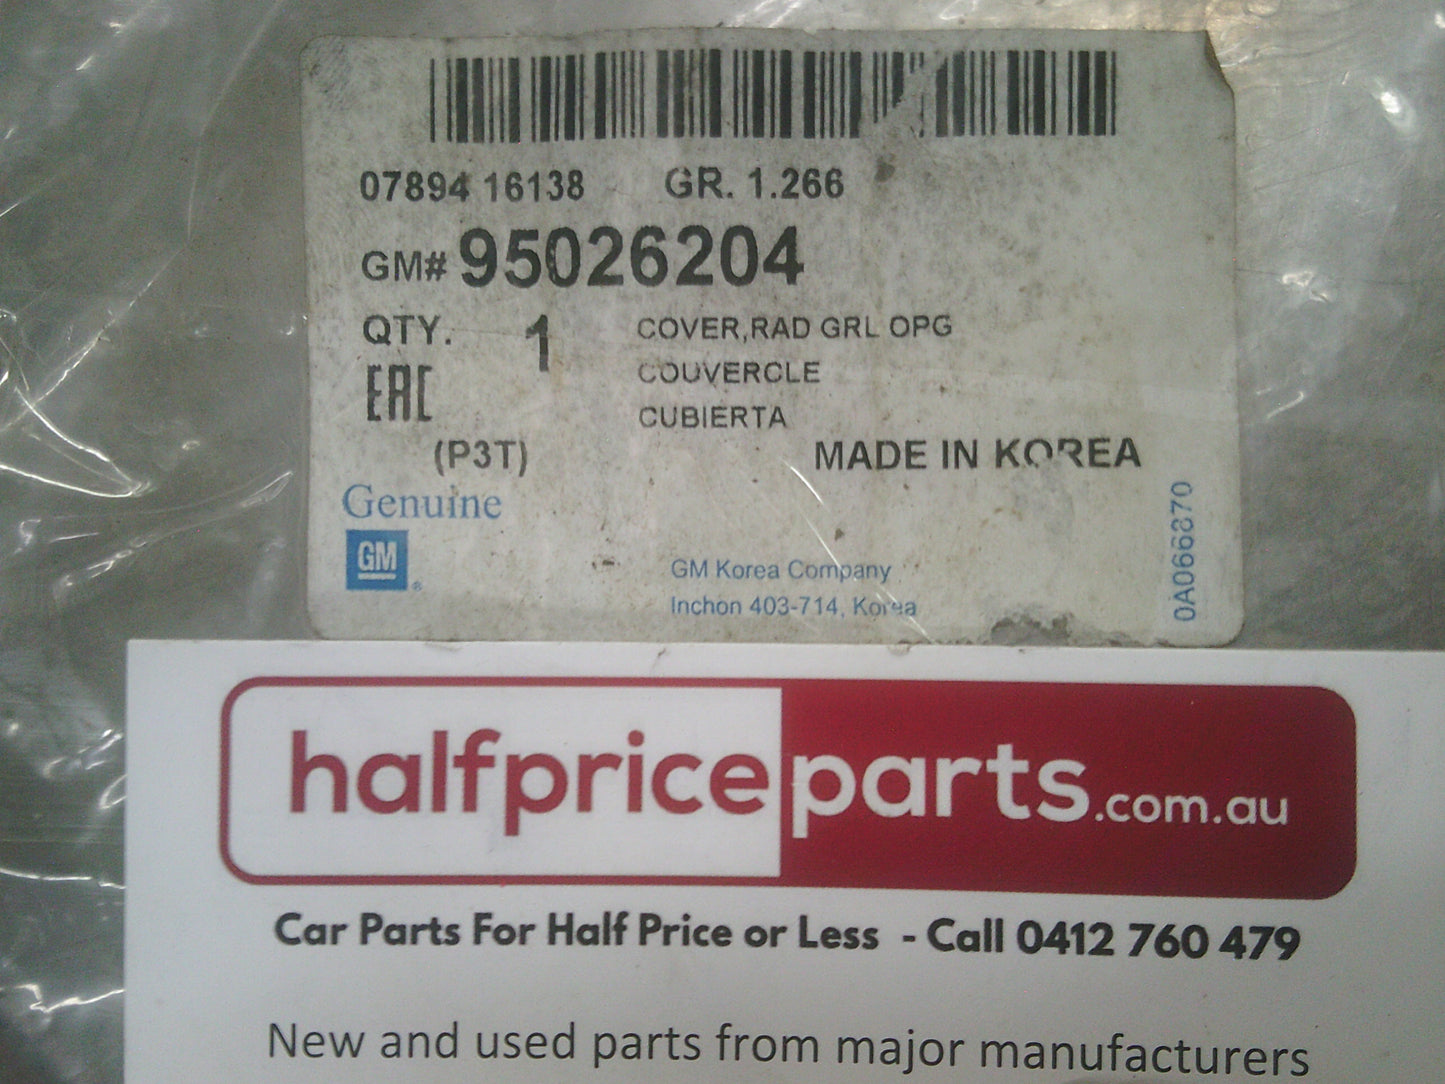 07894 16138 GR. 1.266
GM# 95026204
QTY. 1 COVER,RAD GRL OPG
EAC COUVERCLE
CUBIERTA
(P3T) MADE IN KOREA
Genuine
GM ®
GM Korea Company
Inchon 403-714, Korea
0A066870
halfpriceparts.com.au
Car Parts For Half Price or Less - Call 0412 760 479
New and used parts from major manufacturers